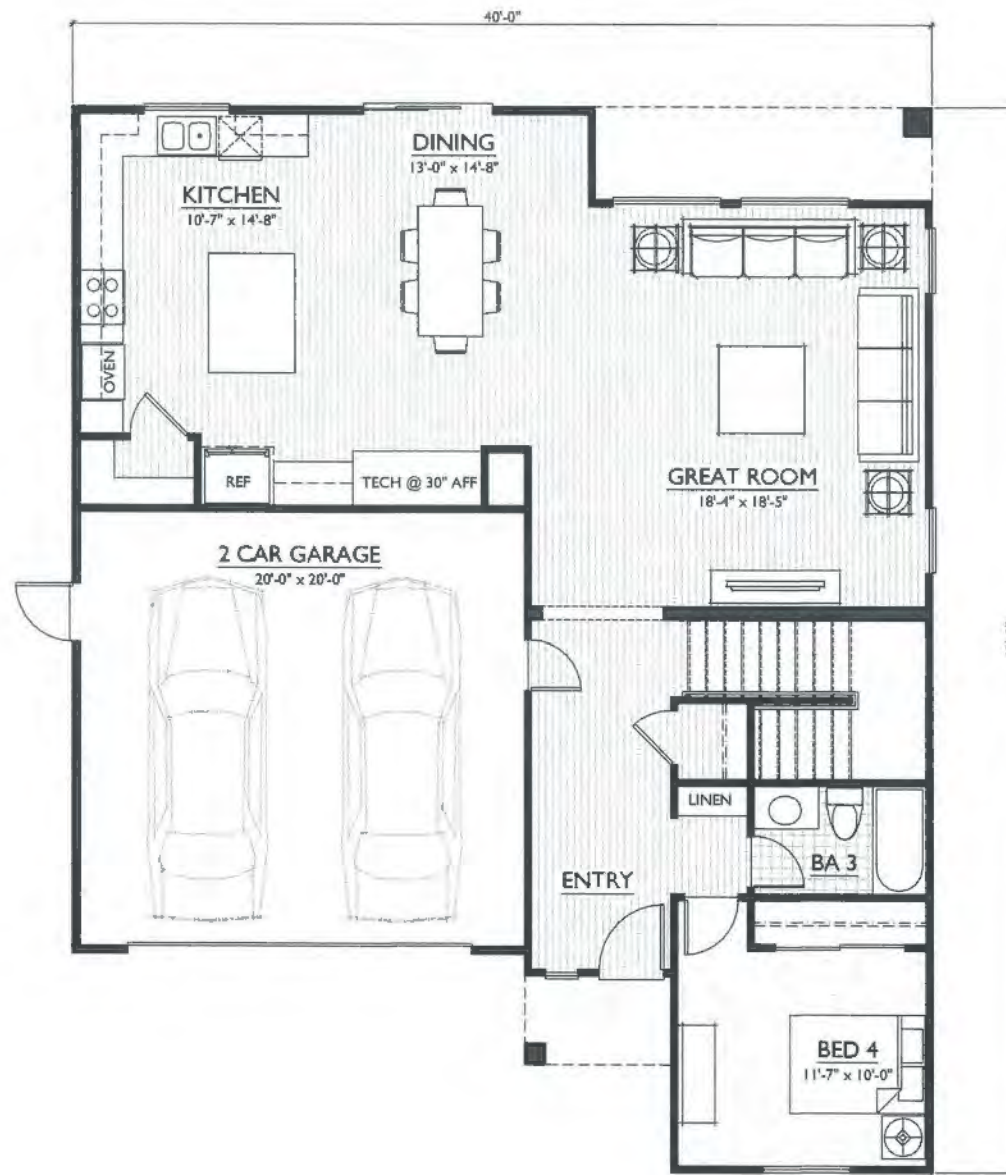 40'-0"
DINING
13'-0" x 14'-8"
KITCHEN
10'-7" x 14'-8"
OVEN
REF
TECH @ 30" AFF
GREAT ROOM
18'-4" x 18'-5"
2 CAR GARAGE
20'-0" x 20'-0"
LINEN
BA 3
ENTRY
BED 4
11'-7" x 10'-0"